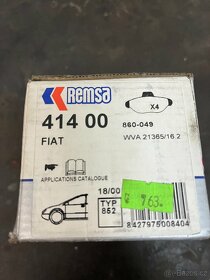 Remsa
X4
414 00
860-049
FIAT
WVA 21365/16.2
APPLICATIONS CATALOGUE
18/00
TYP
852
763.-
8427975008404